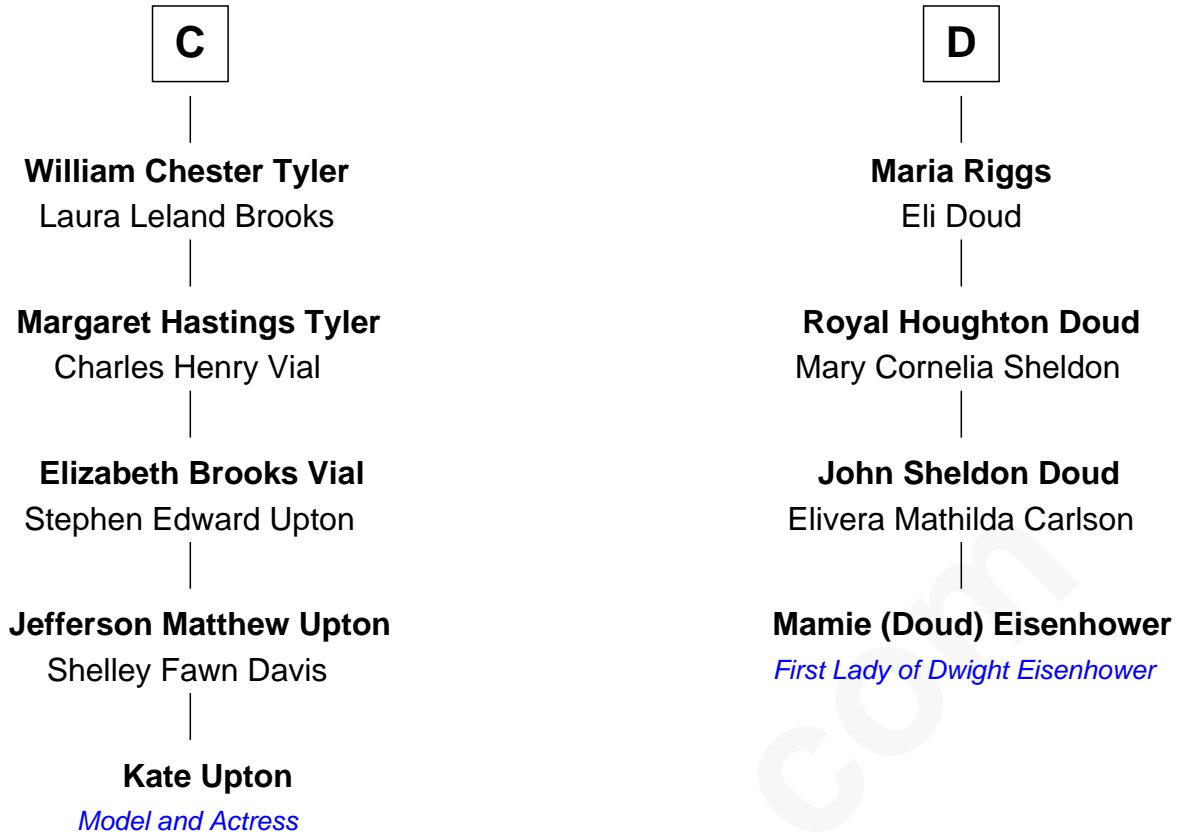 C
William Chester Tyler
Laura Leland Brooks
Margaret Hastings Tyler
Charles Henry Vial
Elizabeth Brooks Vial
Stephen Edward Upton
Jefferson Matthew Upton
Shelley Fawn Davis
Kate Upton
Model and Actress
D
Maria Riggs
Eli Doud
Royal Houghton Doud
Mary Cornelia Sheldon
John Sheldon Doud
Elivera Mathilda Carlson
Mamie (Doud) Eisenhower
First Lady of Dwight Eisenhower
com